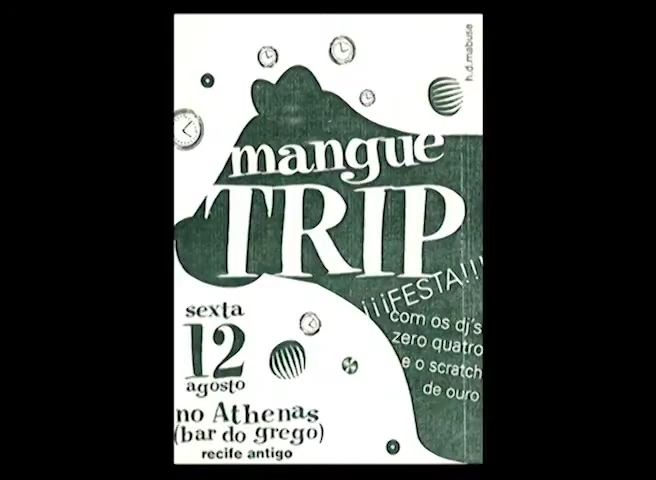 h.d.mabuse
mangue
TRIP
¡¡¡FESTA!!!
com os dj's
zero quatro
e o scratch
de ouro
sexta
12
agosto
no Athenas
(bar do grego)
recife antigo